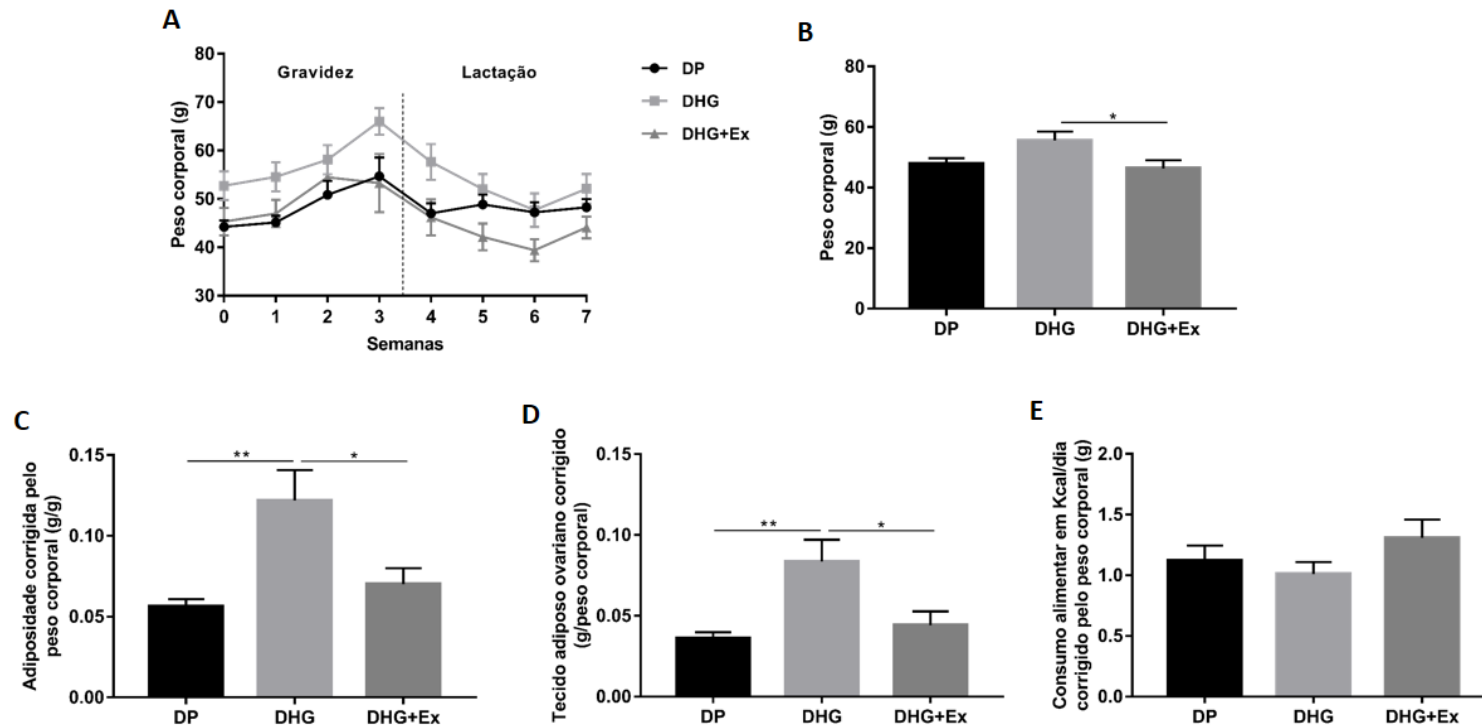 A
Peso corporal (g)
80
70
60
50
40
30
Gravidez
Lactação
0 1 2 3 4 5 6 7
Semanas
DP
DHG
DHG+Ex
B
Peso corporal (g)
80
60
40
20
0
*
DP DHG DHG+Ex
C
Adiposidade corrigida pelo
peso corporal (g/g)
0.15
0.10
0.05
0.00
** *
DP DHG DHG+Ex
D
Tecido adiposo ovariano corrigido
(g/peso corporal)
0.15
0.10
0.05
0.00
** *
DP DHG DHG+Ex
E
Consumo alimentar em Kcal/dia
corrigido pelo peso corporal (g)
2.0
1.5
1.0
0.5
0.0
DP DHG DHG+Ex